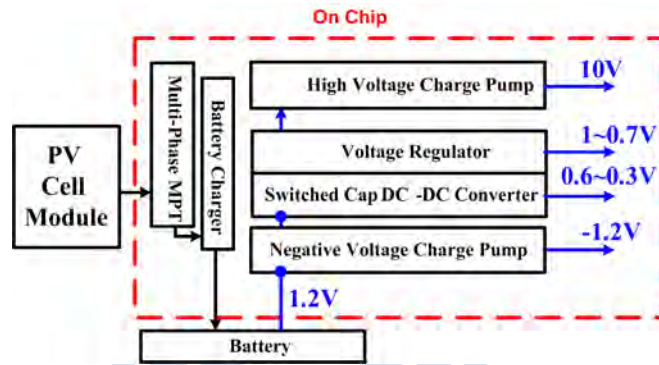 On Chip
PV
Cell
Module
Multi-Phase MPT
Battery Charger
High Voltage Charge Pump
10V
Voltage Regulator
1~0.7V
Switched Cap DC -DC Converter
0.6~0.3V
Negative Voltage Charge Pump
-1.2V
1.2V
Battery